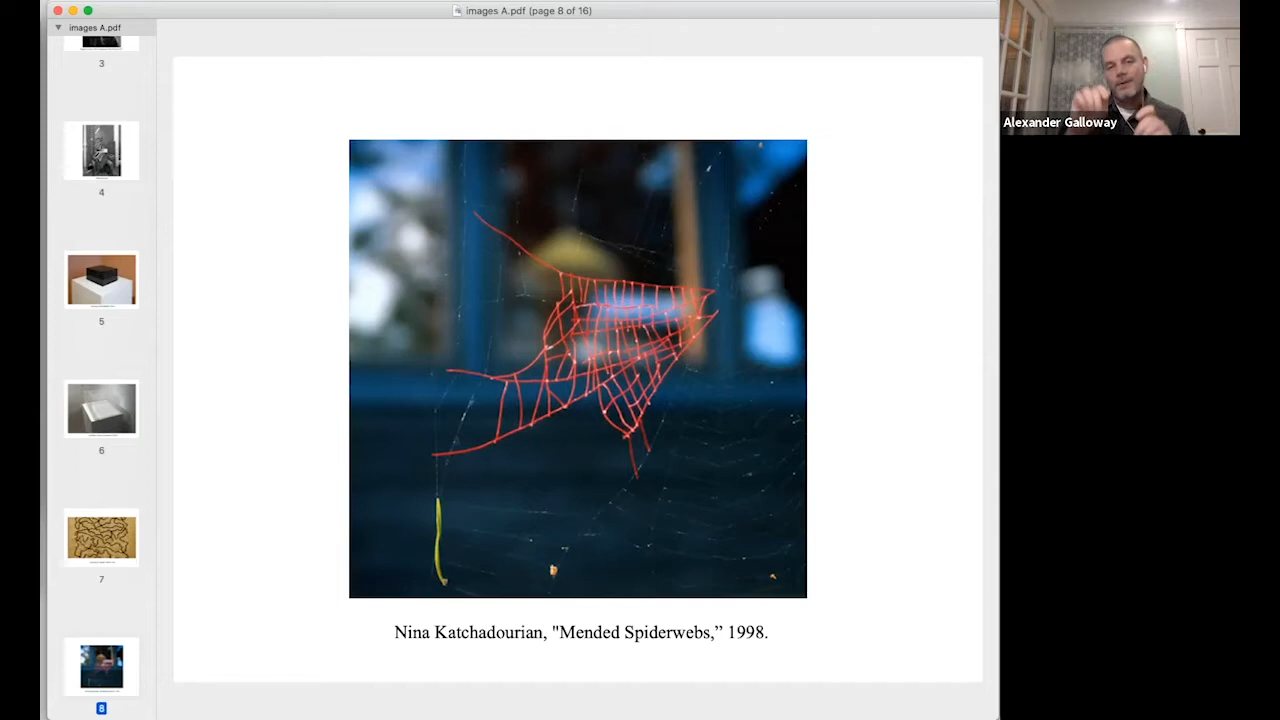 images A.pdf (page 8 of 16)
images A.pdf
3
4
5
6
7
8
Nina Katchadourian, "Mended Spiderwebs,” 1998.
Alexander Galloway